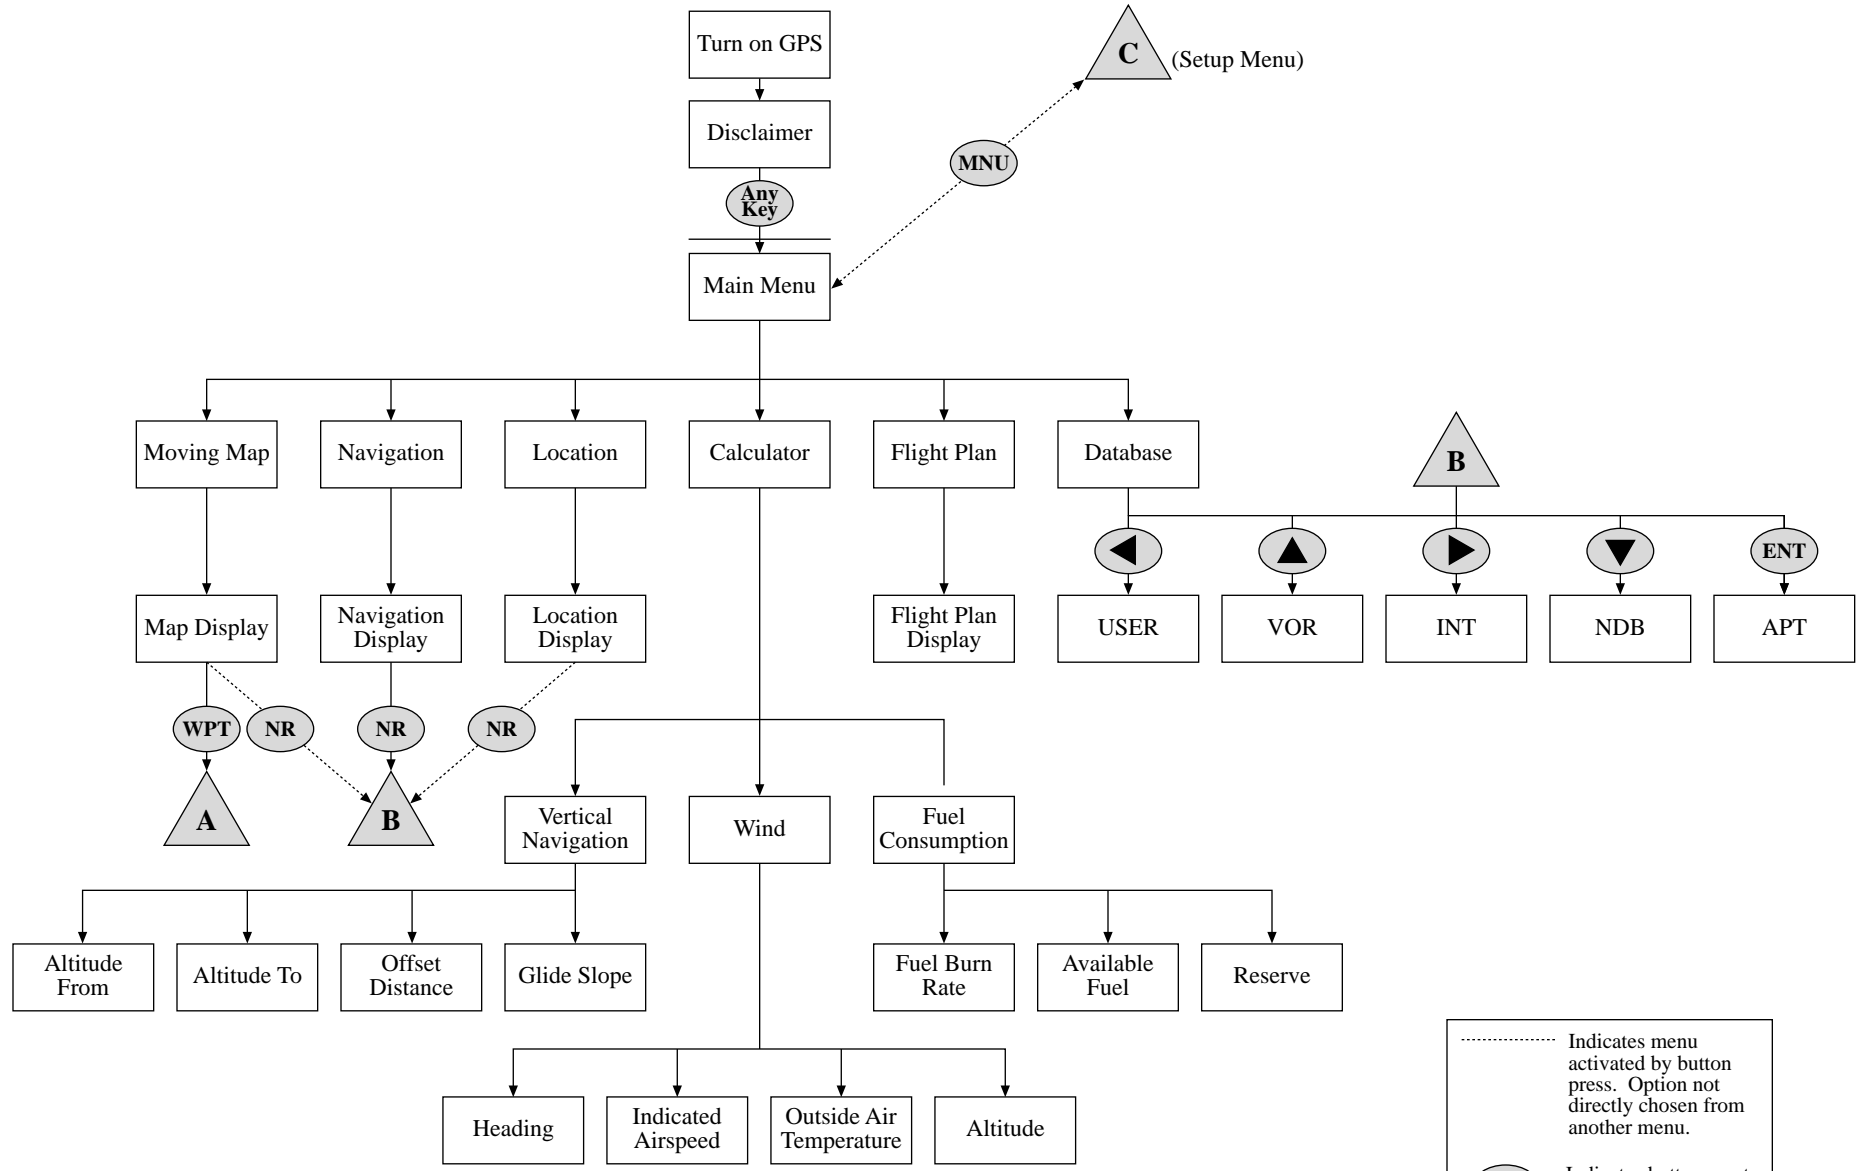 Turn on GPS
C
(Setup Menu)
Disclaimer
MNU
Any
Key
Main Menu
Moving Map
Navigation
Location
Calculator
Flight Plan
Database
B
ENT
Map Display
Navigation
Display
Location
Display
Flight Plan
Display
USER
VOR
INT
NDB
APT
WPT
NR
NR
NR
A
B
Vertical
Navigation
Wind
Fuel
Consumption
Altitude
From
Altitude To
Offset
Distance
Glide Slope
Fuel Burn
Rate
Available
Fuel
Reserve
Heading
Indicated
Airspeed
Outside Air
Temperature
Altitude
Indicates menu
activated by button
press. Option not
directly chosen from
another menu.